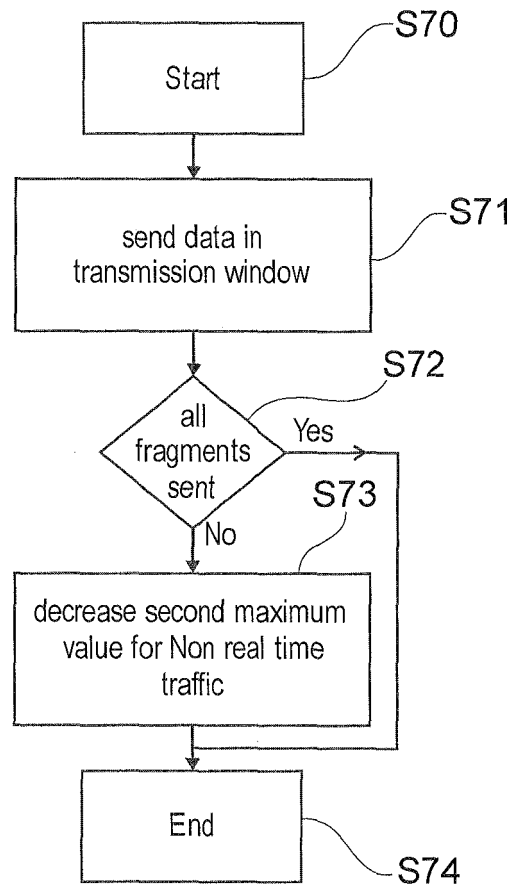 S70
Start
S71
send data in
transmission window
S72
all
fragments
sent
Yes
S73
No
decrease second maximum
value for Non real time
traffic
End
S74